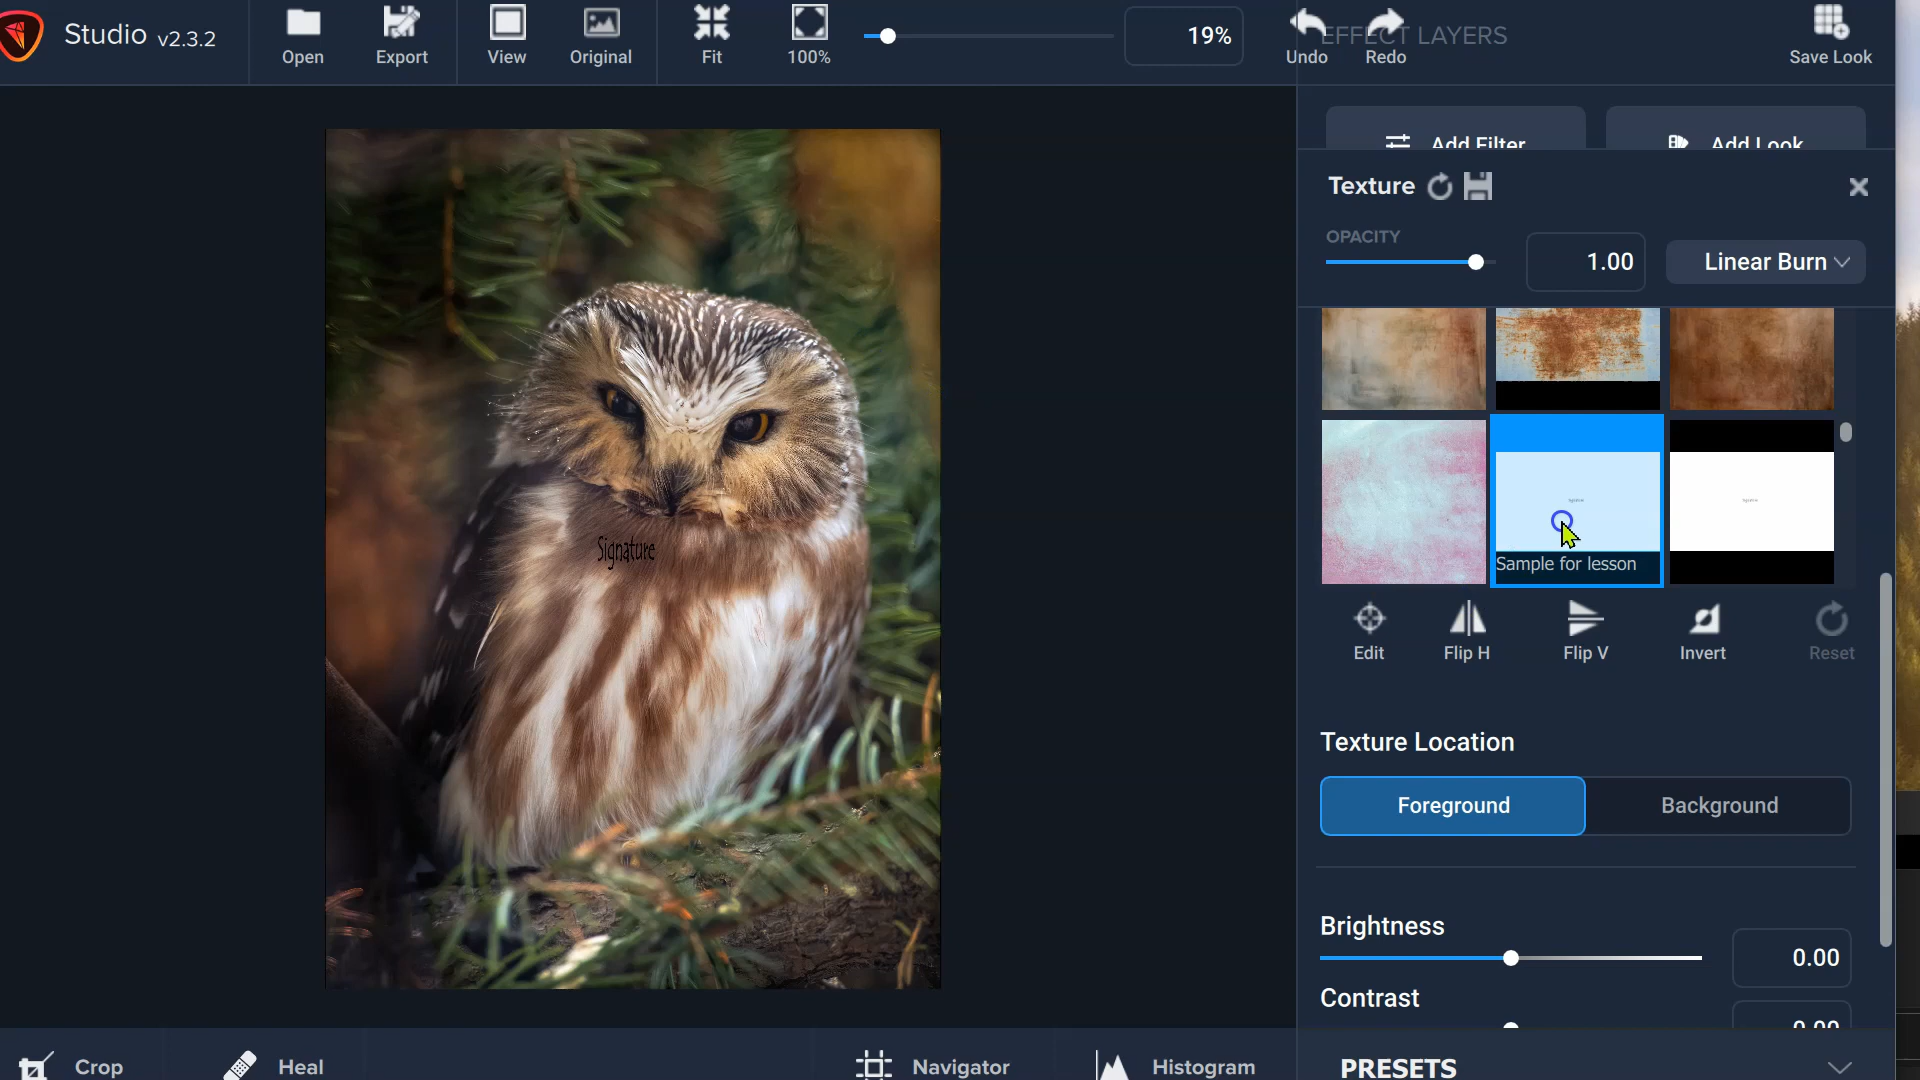 Studio v2.3.2
Open
Export
View
Original
Fit
100%
19%
Undo
Redo
EFFECT LAYERS
Save Look
Add Filter
Add Look
Texture
OPACITY
1.00
Linear Burn
Signature
Sample for lesson
Edit
Flip H
Flip V
Invert
Reset
Texture Location
Foreground
Background
Brightness
0.00
Contrast
0.00
Crop
Heal
Navigator
Histogram
PRESETS